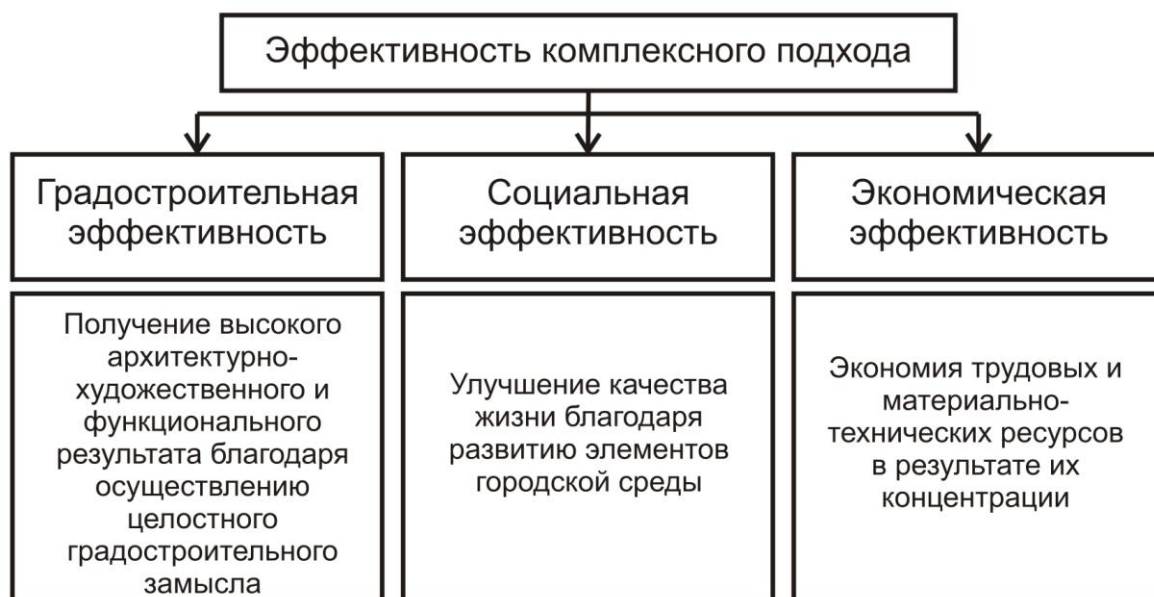 Эффективность комплексного подхода
Градостроительная
эффективность
Социальная
эффективность
Экономическая
эффективность
Получение высокого
архитектурно-
художественного и
функционального
результата благодаря
осуществлению
целостного
градостроительного
замысла
Улучшение качества
жизни благодаря
развитию элементов
городской среды
Экономия трудовых и
материально-
технических ресурсов
в результате их
концентрации